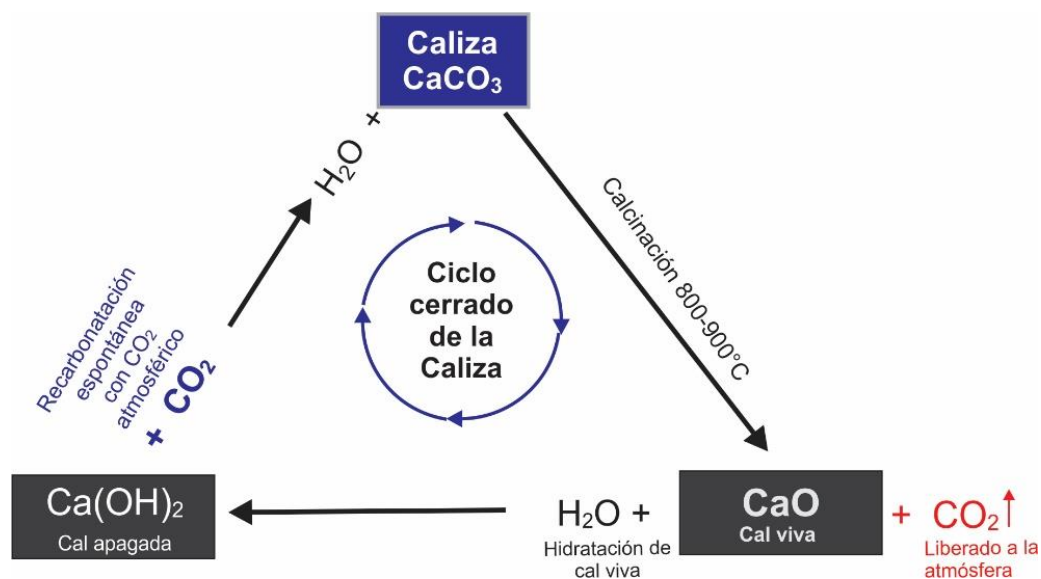 Caliza
CaCO₃
H₂O +
Calcinación 800-900°C
Ciclo
cerrado
de la
Caliza
Recarbonatación
espontánea
con CO₂
atmosférico
+ CO₂
Ca(OH)₂
Cal apagada
H₂O +
Hidratación de
cal viva
CaO
Cal viva
+ CO₂↑
Liberado a la
atmósfera